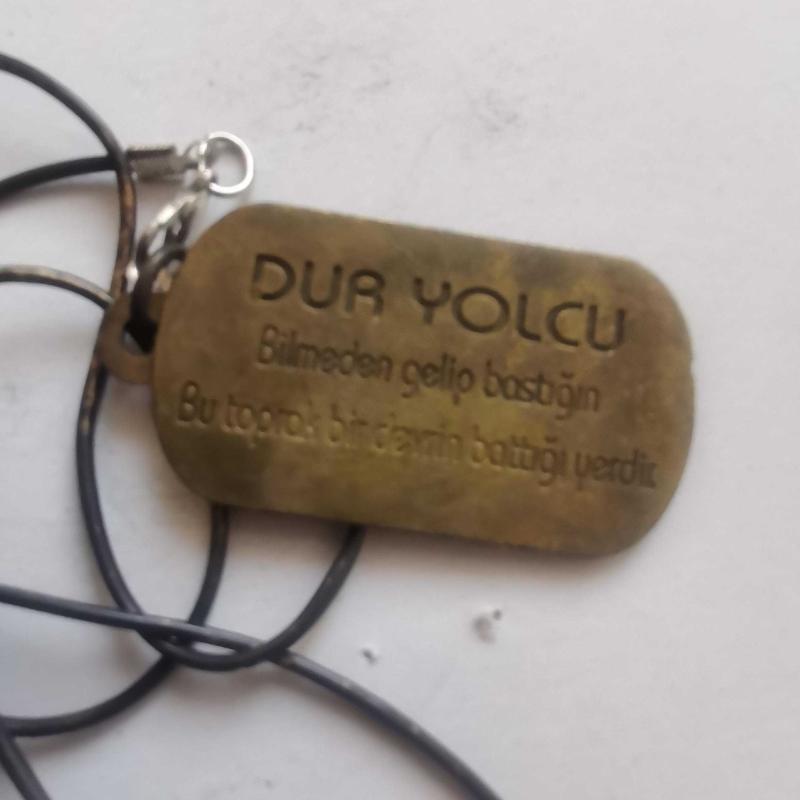 DUR YOLCU
Bilmeden gelip bastığın
Bu toprak bir devrin battığı yerdir.